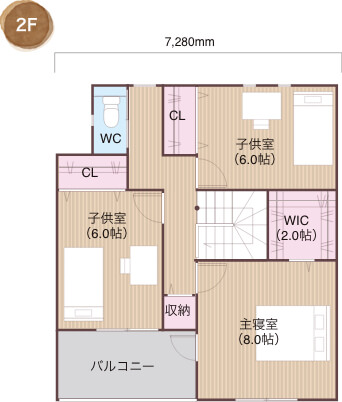 2F
7,280mm
CL
WC
子供室
（6.0帖）
CL
子供室
（6.0帖）
WIC
（2.0帖）
収納
主寝室
（8.0帖）
バルコニー